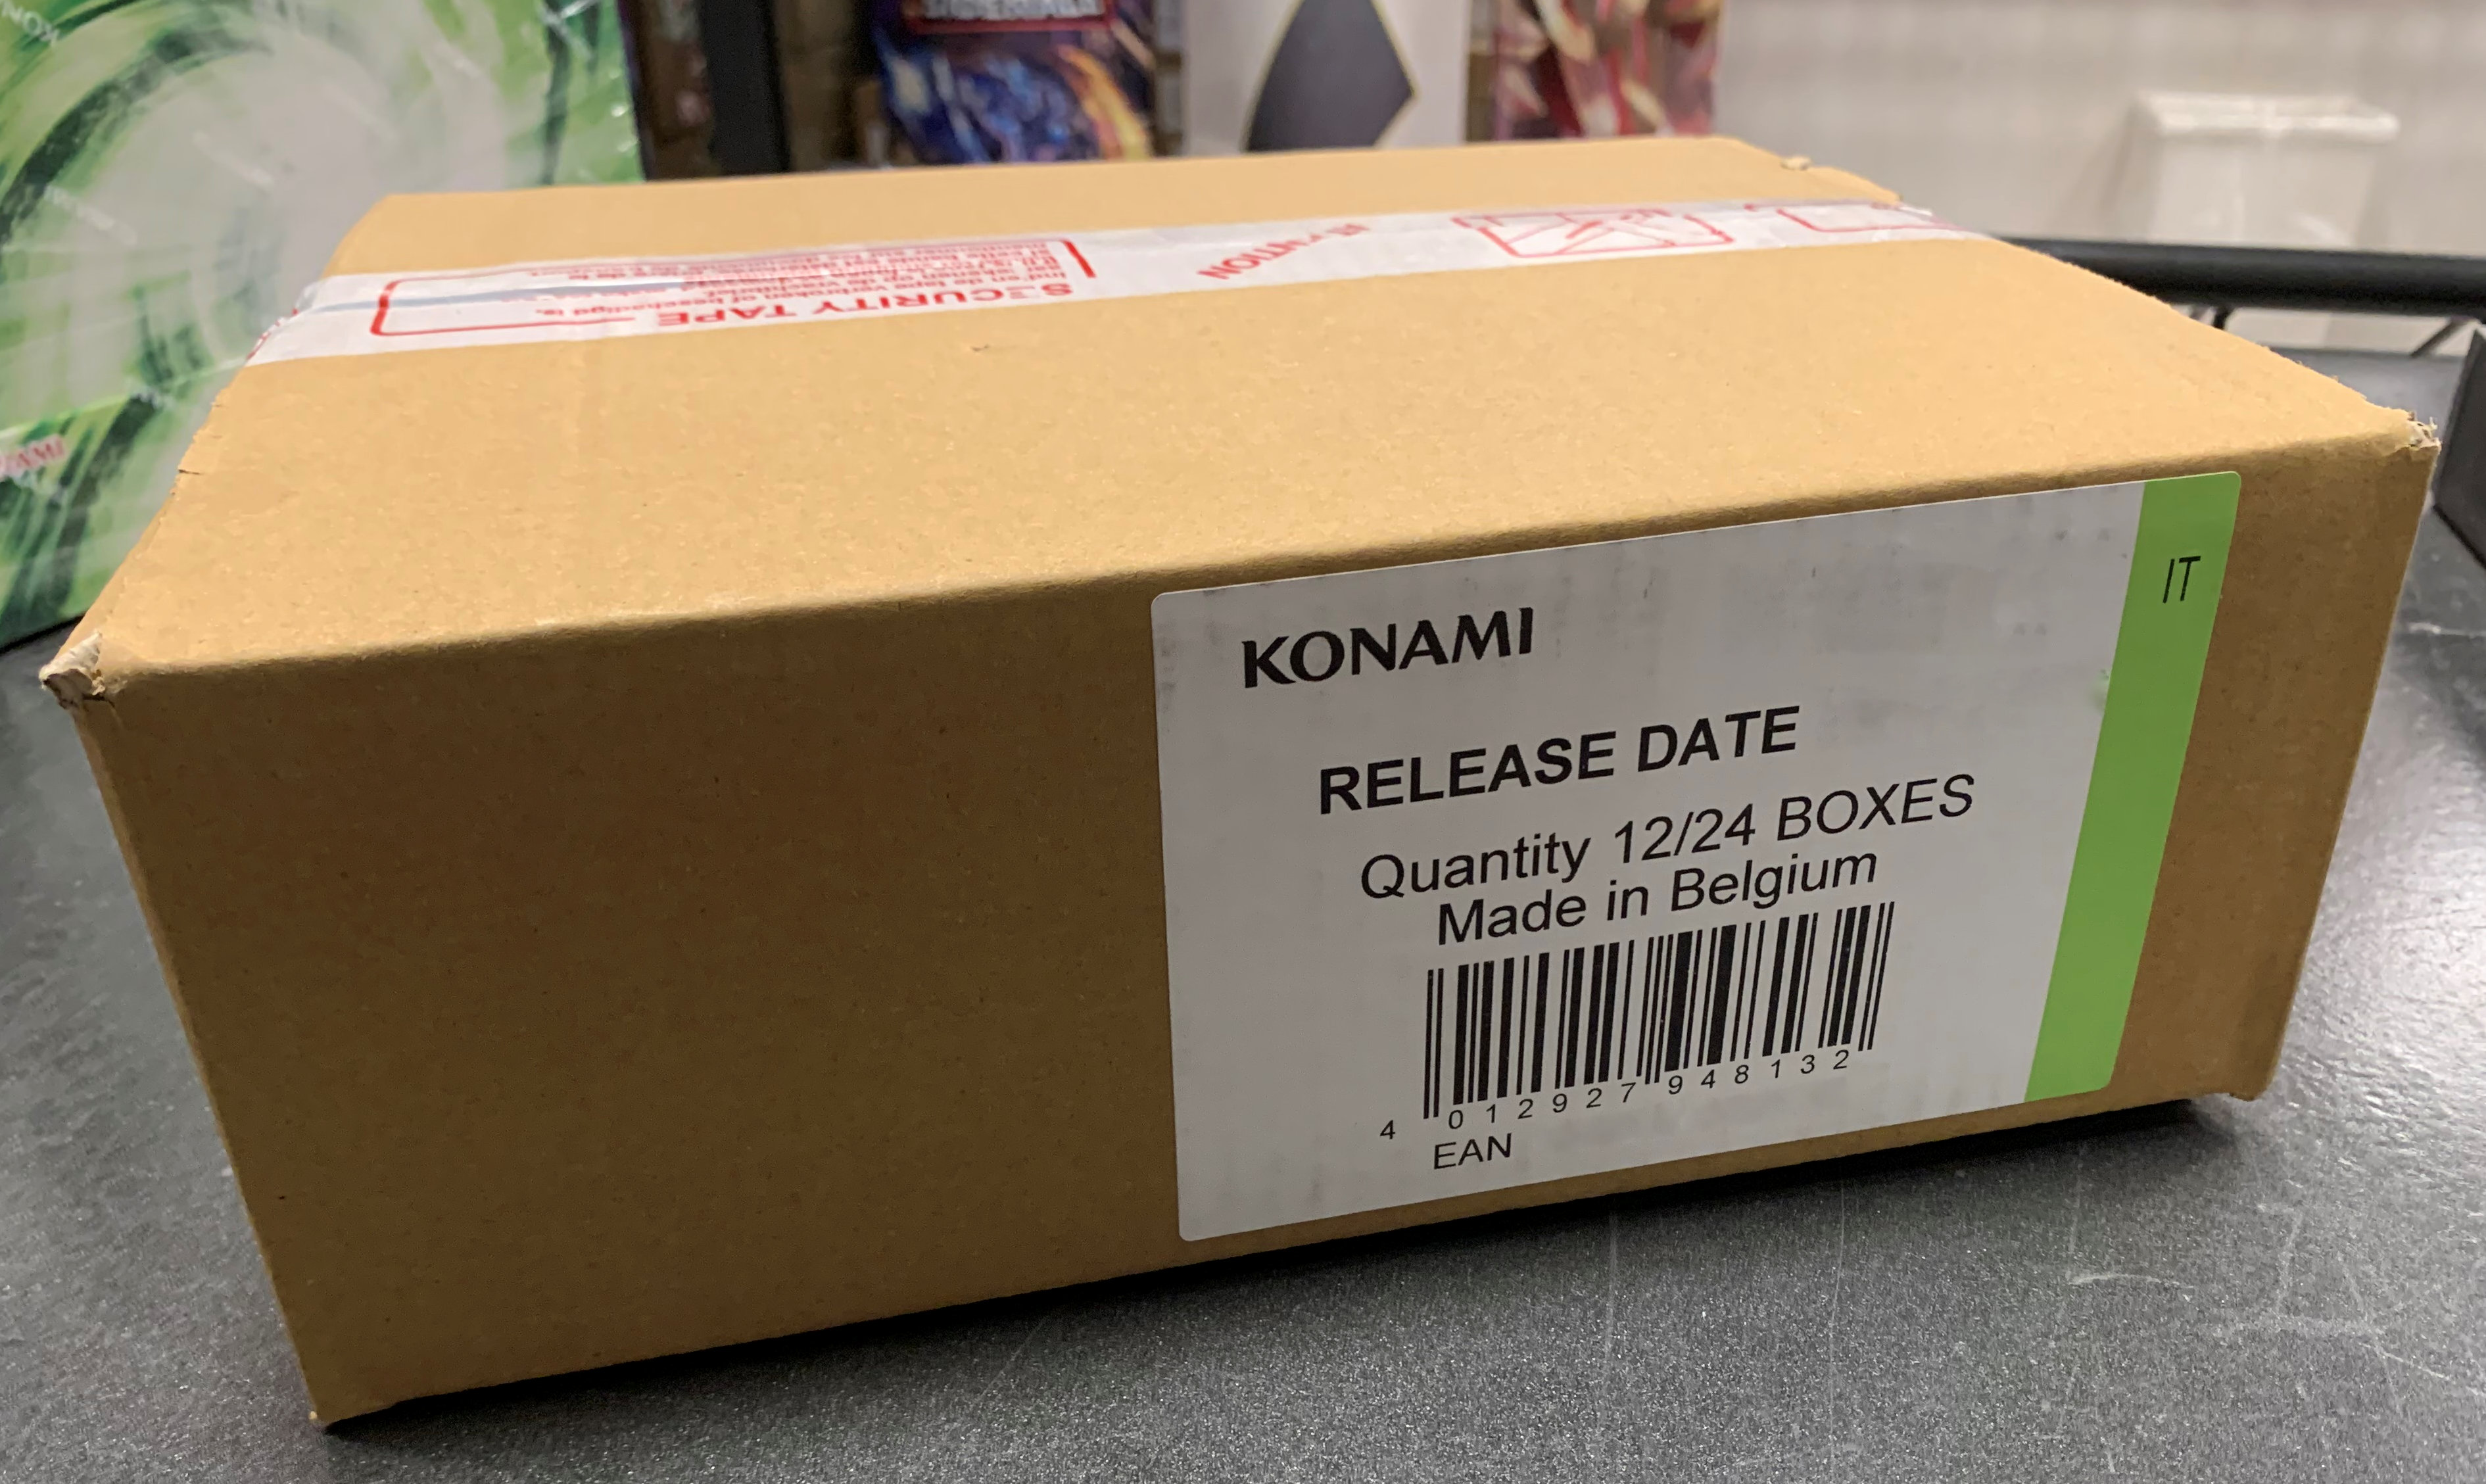 SECURITY TAPE
KONAMI
IT
RELEASE DATE
Quantity 12/24 BOXES
Made in Belgium
4 012927 948132
EAN